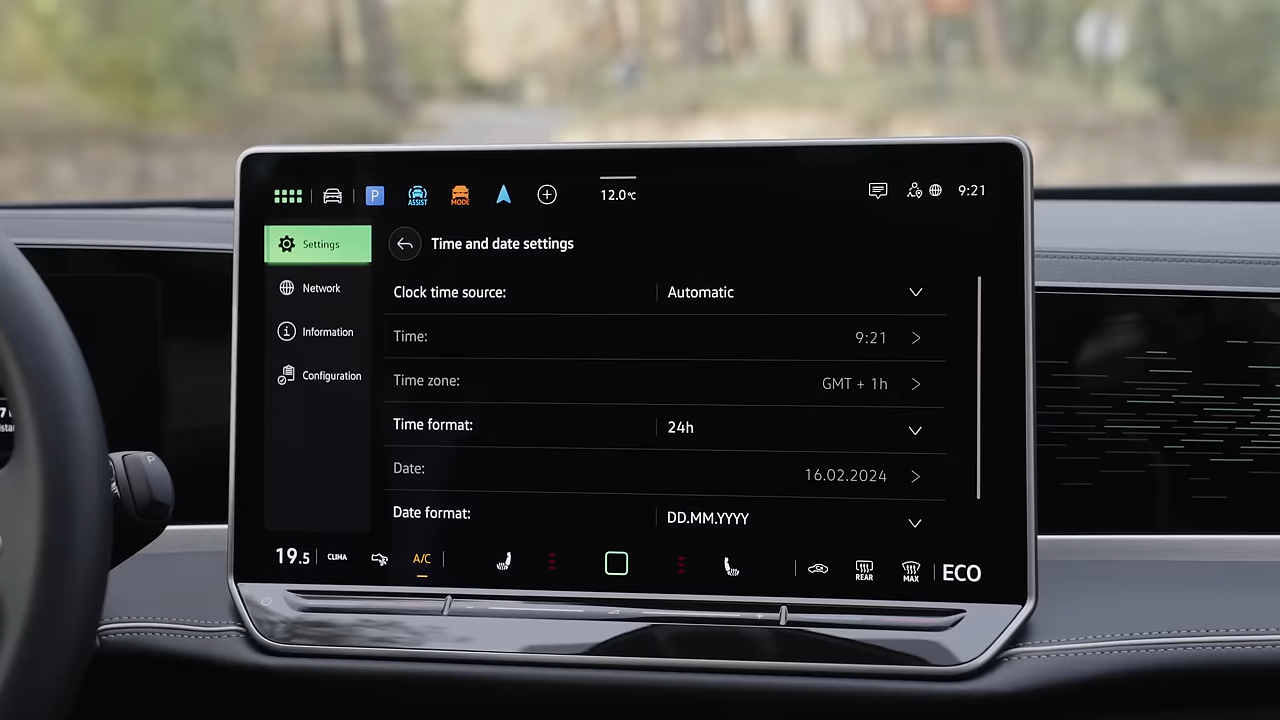 P ASSIST MODE 12.0°C 9:21
Settings
Time and date settings
Network
Information
Configuration
Clock time source: Automatic
Time: 9:21
Time zone: GMT + 1h
Time format: 24h
Date: 16.02.2024
Date format: DD.MM.YYYY
19.5 CLIMA A/C REAR MAX ECO
P